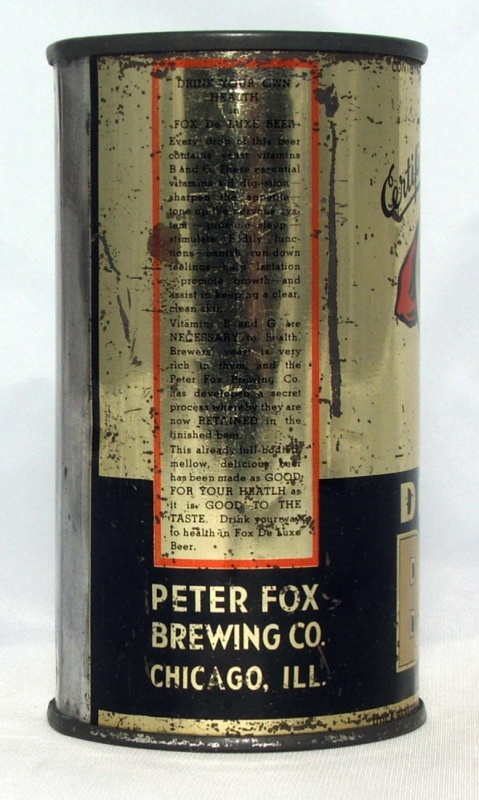 DRINK YOUR OWN
HEALTH
in
FOX De LUXE BEER
Every drop of this beer
contains yeast vitamins
B and G. These essential
vitamins aid digestion—
sharpen the appetite—
tone up the nervous sys-
tem—promote sleep—
stimulate bodily func-
tions—banish run-down
feelings—help lactation
—promote growth—and
assist in keeping a clear,
clean skin.
Vitamins B and G are
NECESSARY to health.
Brewers' yeast is very
rich in them, and the
Peter Fox Brewing Co.
has developed a secret
process whereby they are
now RETAINED in the
finished beer.
This already full-bodied,
mellow, delicious beer
has been made as GOOD
FOR YOUR HEATLH as
it is GOOD TO THE
TASTE. Drink your way
to health in Fox De Luxe
Beer.
PETER FOX
BREWING CO.
CHICAGO, ILL.
CONTE
Certif
D
D